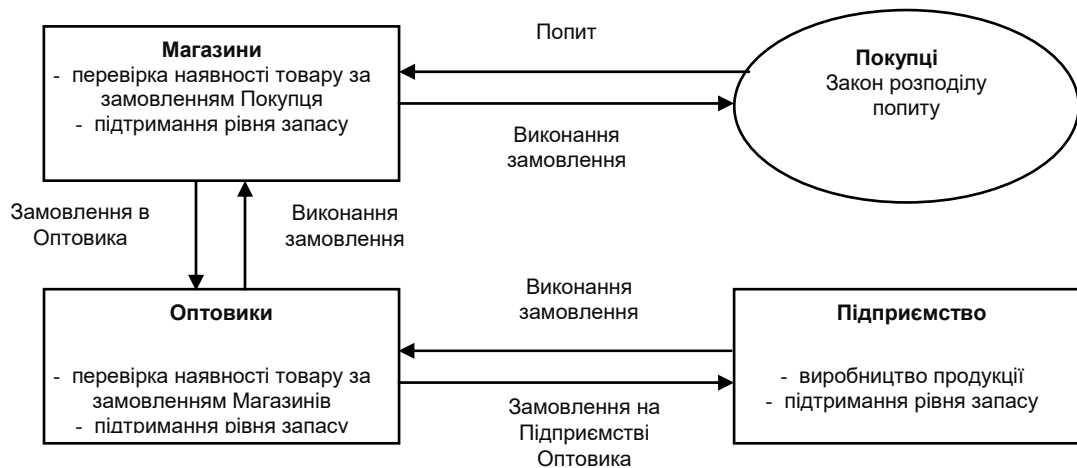 Магазини
- перевірка наявності товару за
замовленням Покупця
- підтримання рівня запасу
Попит
Виконання
замовлення
Покупці
Закон розподілу
попиту
Замовлення в
Оптовика
Виконання
замовлення
Оптовики
- перевірка наявності товару за
замовленням Магазинів
- підтримання рівня запасу
Виконання
замовлення
Замовлення на
Підприємстві
Оптовика
Підприємство
- виробництво продукції
- підтримання рівня запасу